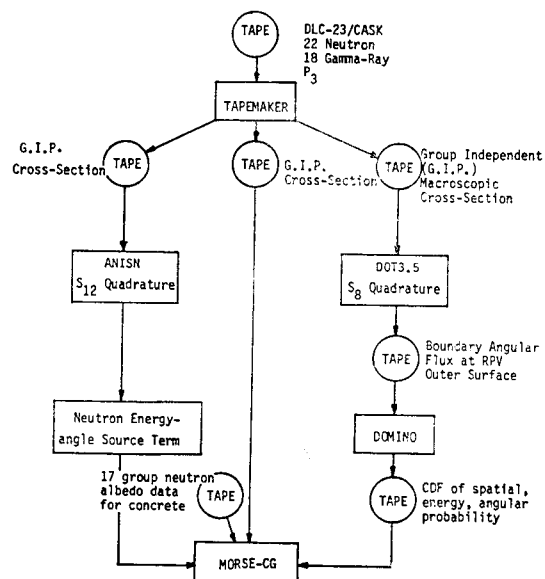 TAPE
DLC-23/CASK
22 Neutron
18 Gamma-Ray
P3
TAPEMAKER
G.I.P.
Cross-Section
TAPE
TAPE
G.I.P.
Cross-Section
TAPE
Group Independent
(G.I.P.)
Macroscopic
Cross-Section
ANISN
S12 Quadrature
DOT3.5
S8 Quadrature
TAPE
Boundary Angular
Flux at RPV
Outer Surface
Neutron Energy-
angle Source Term
DOMINO
17 group neutron
albedo data
for concrete
TAPE
TAPE
CDF of spatial,
energy, angular
probability
MORSE-CG